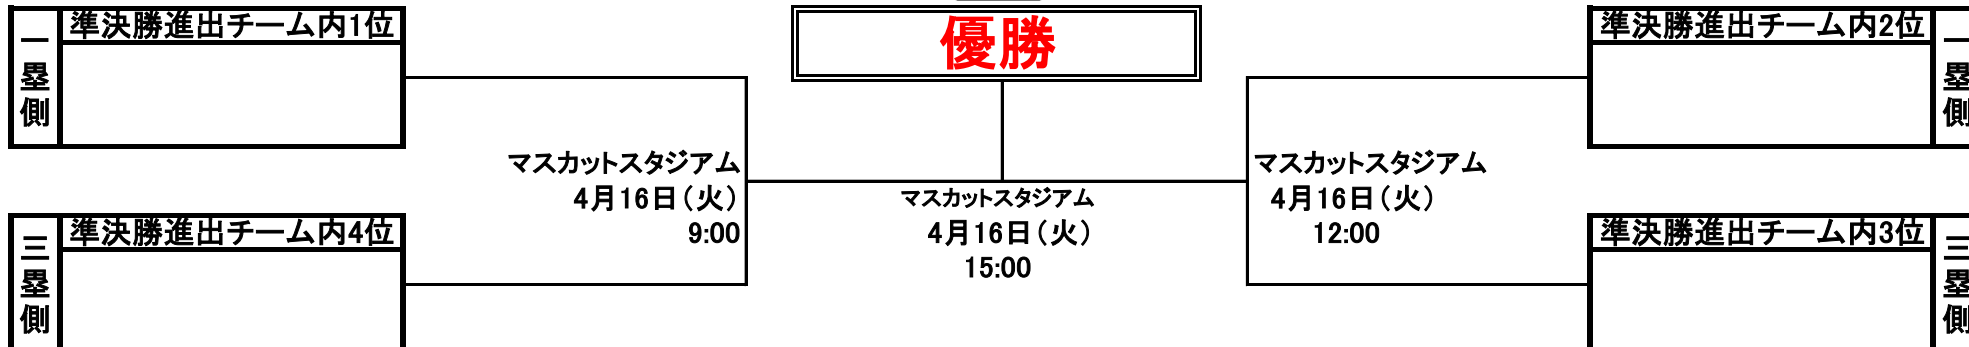 一塁側
準決勝進出チーム内1位
優勝
準決勝進出チーム内2位
一塁側
マスカットスタジアム
4月16日（火）
9:00
マスカットスタジアム
4月16日（火）
15:00
マスカットスタジアム
4月16日（火）
12:00
三塁側
準決勝進出チーム内4位
準決勝進出チーム内3位
三塁側